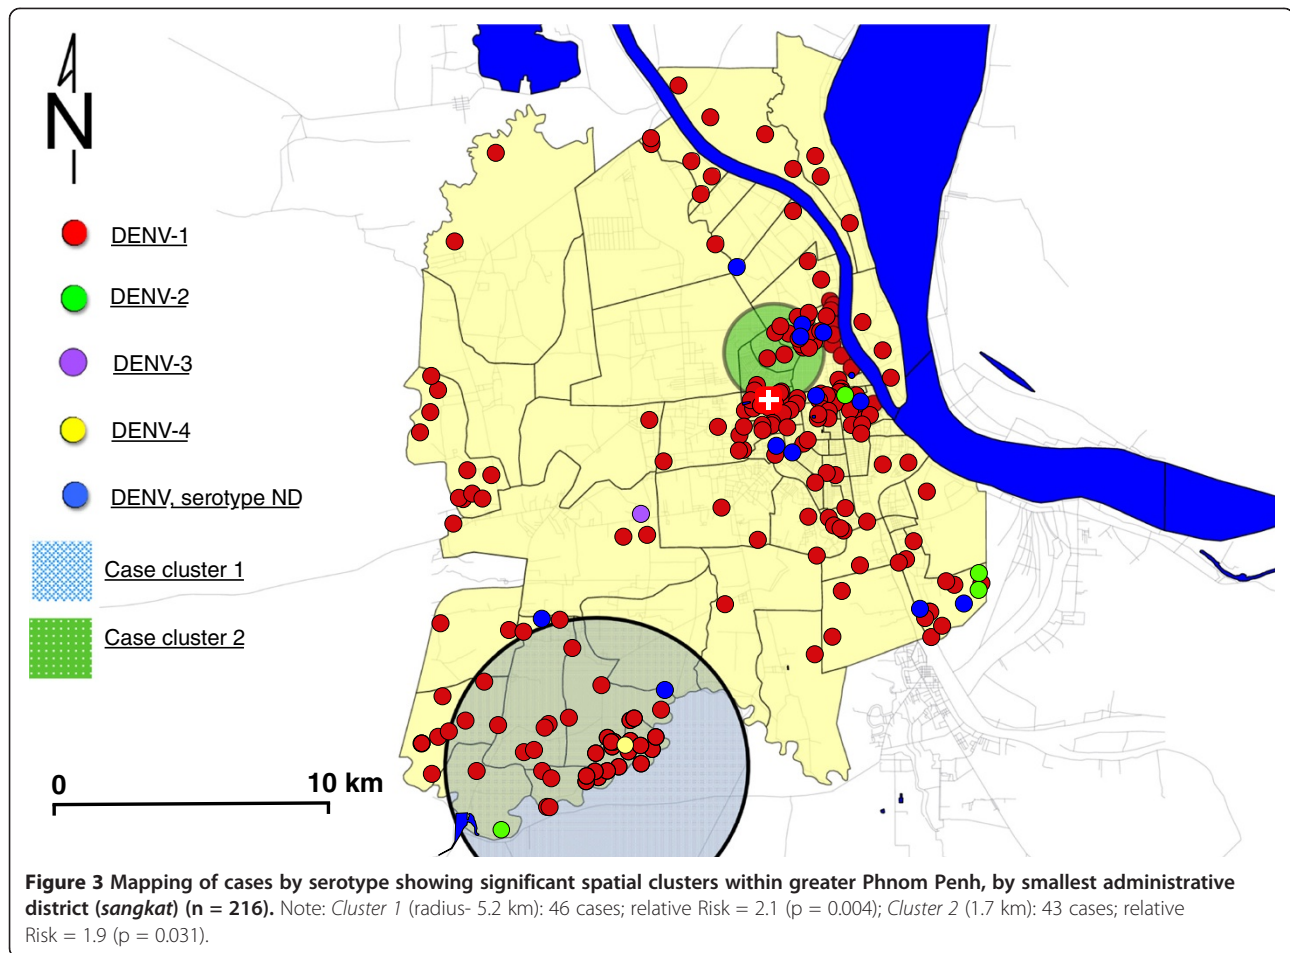 N
DENV-1
DENV-2
DENV-3
DENV-4
DENV, serotype ND
Case cluster 1
Case cluster 2
0 10 km
Figure 3 Mapping of cases by serotype showing significant spatial clusters within greater Phnom Penh, by smallest administrative
district (sangkat) (n = 216). Note: Cluster 1 (radius- 5.2 km): 46 cases; relative Risk = 2.1 (p = 0.004); Cluster 2 (1.7 km): 43 cases; relative
Risk = 1.9 (p = 0.031).